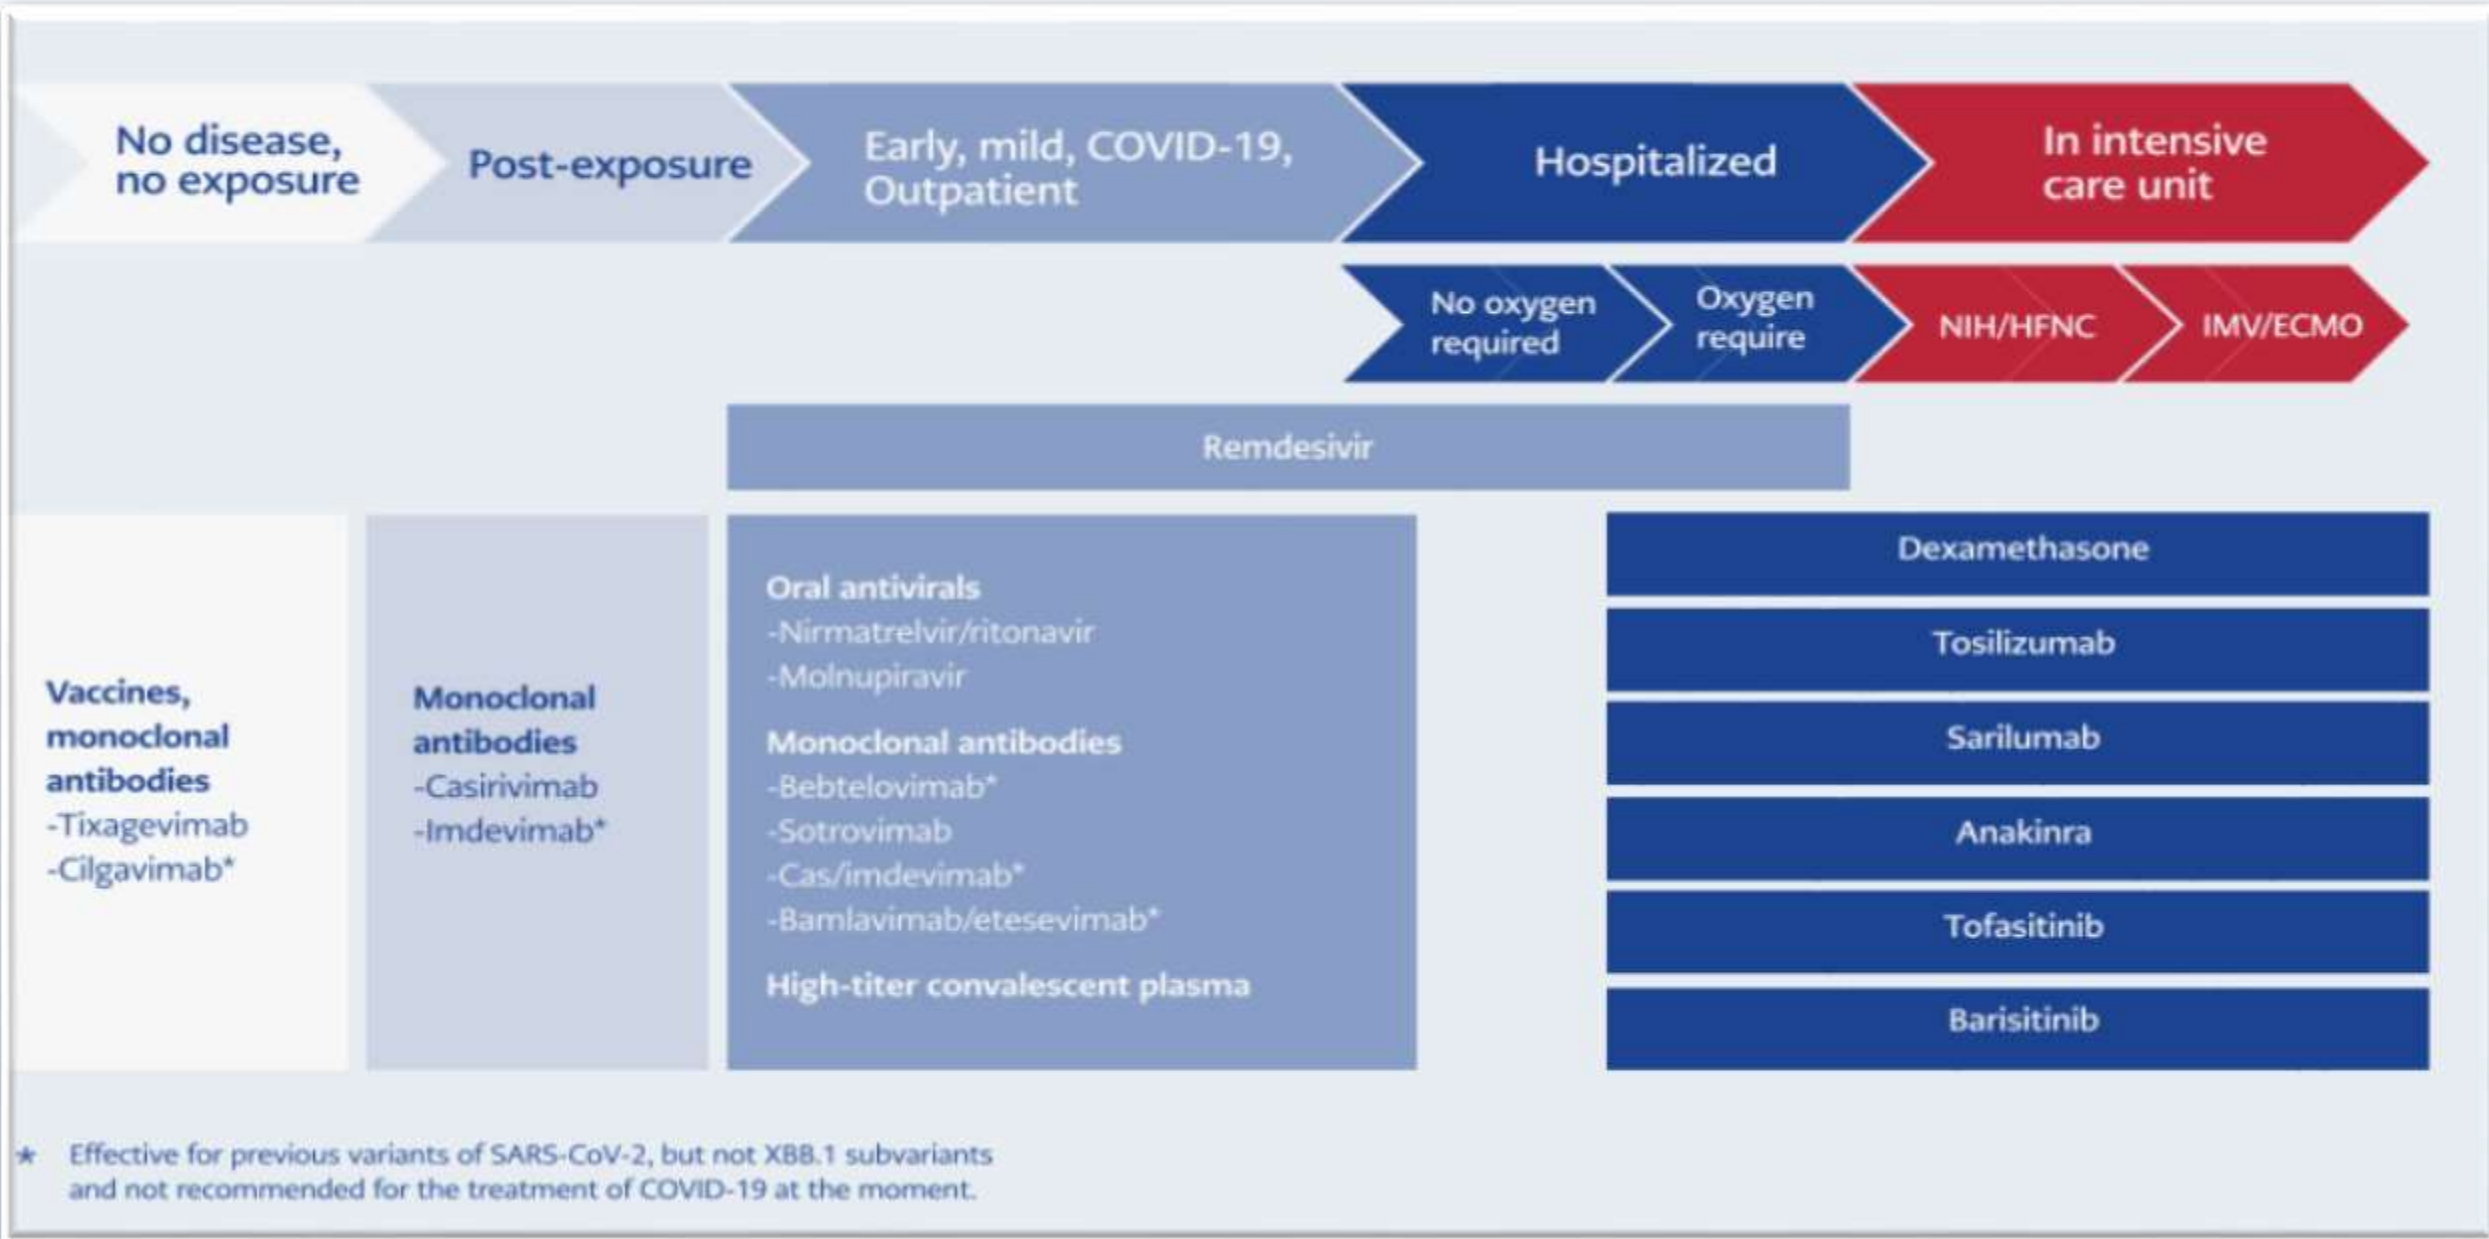 No disease,
no exposure
Post-exposure
Early, mild, COVID-19,
Outpatient
Hospitalized
In intensive
care unit
No oxygen
required
Oxygen
require
NIH/HFNC
IMV/ECMO
Remdesivir
Vaccines,
monoclonal
antibodies
-Tixagevimab
-Cilgavimab*
Monoclonal
antibodies
-Casirivimab
-Imdevimab*
Oral antivirals
-Nirmatrelvir/ritonavir
-Molnupiravir
Monoclonal antibodies
-Bebtelovimab*
-Sotrovimab
-Cas/imdevimab*
-Bamlavimab/etesevimab*
High-titer convalescent plasma
Dexamethasone
Tosilizumab
Sarilumab
Anakinra
Tofasitinib
Barisitinib
* Effective for previous variants of SARS-CoV-2, but not XBB.1 subvariants
and not recommended for the treatment of COVID-19 at the moment.